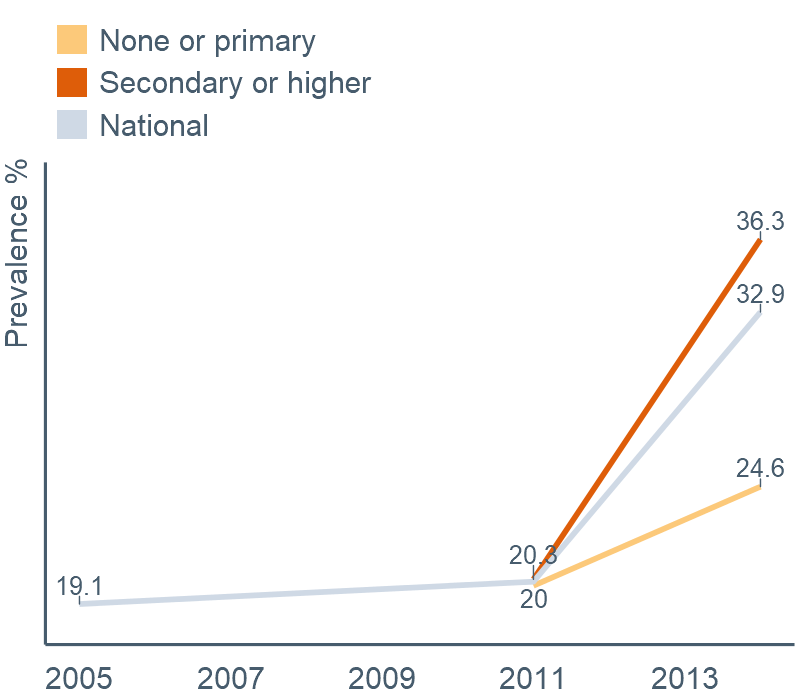 None or primary
Secondary or higher
National
Prevalence %
36.3
32.9
24.6
20.3
19.1
20
2005 2007 2009 2011 2013